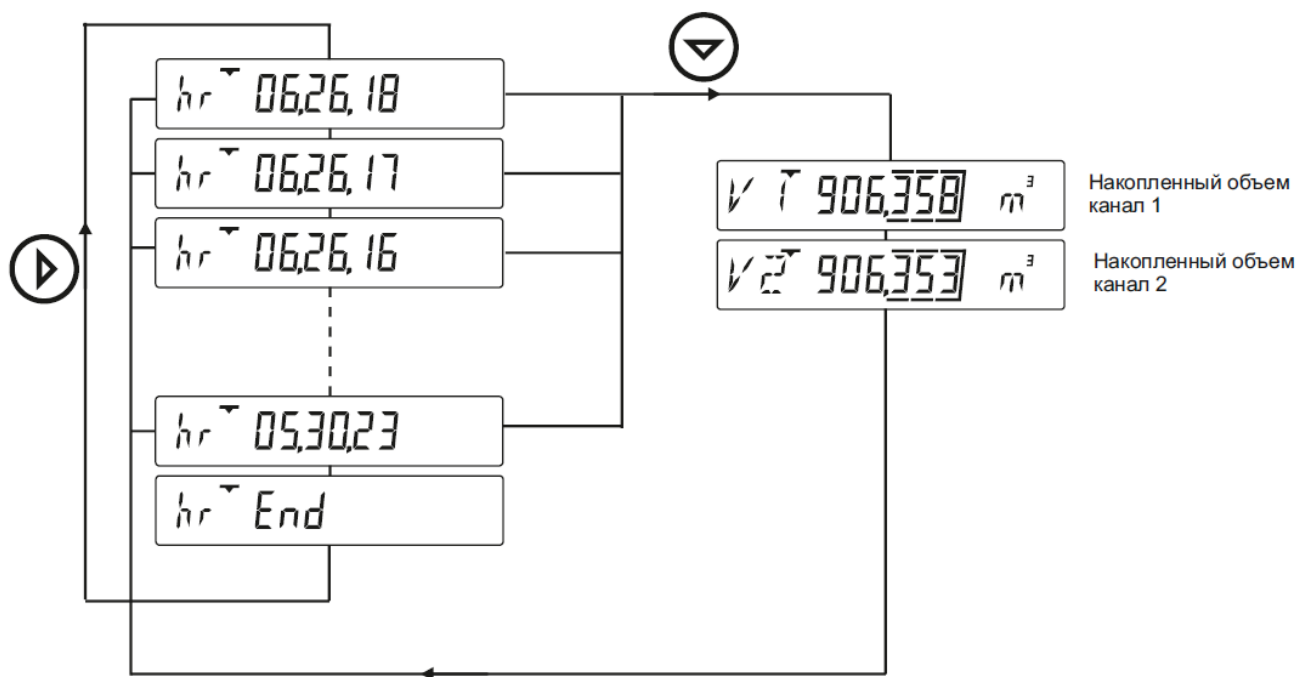 hr 06,26,18
hr 06,26,17
hr 06,26,16
hr 05,30,23
hr End
V 1 906,358 m³
Накопленный объем
канал 1
V2 906,353 m³
Накопленный объем
канал 2